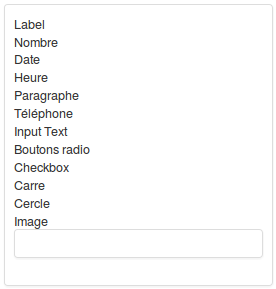 Label
Nombre
Date
Heure
Paragraphe
Téléphone
Input Text
Boutons radio
Checkbox
Carre
Cercle
Image